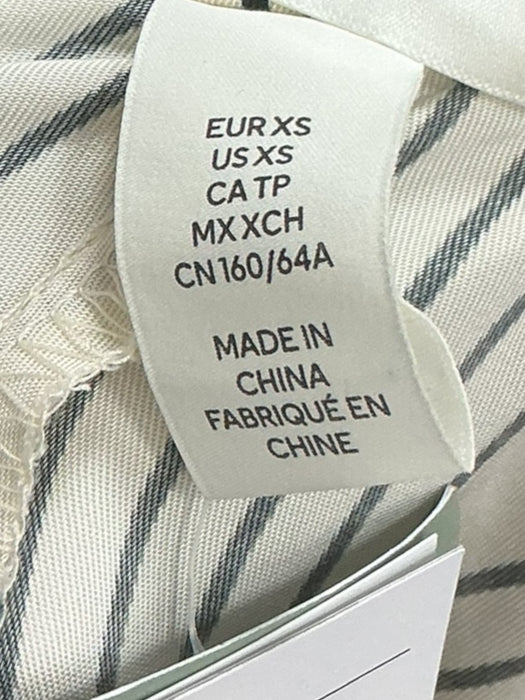 EUR XS
US XS
CA TP
MX XCH
CN 160/64A
MADE IN
CHINA
FABRIQUÉ EN
CHINE